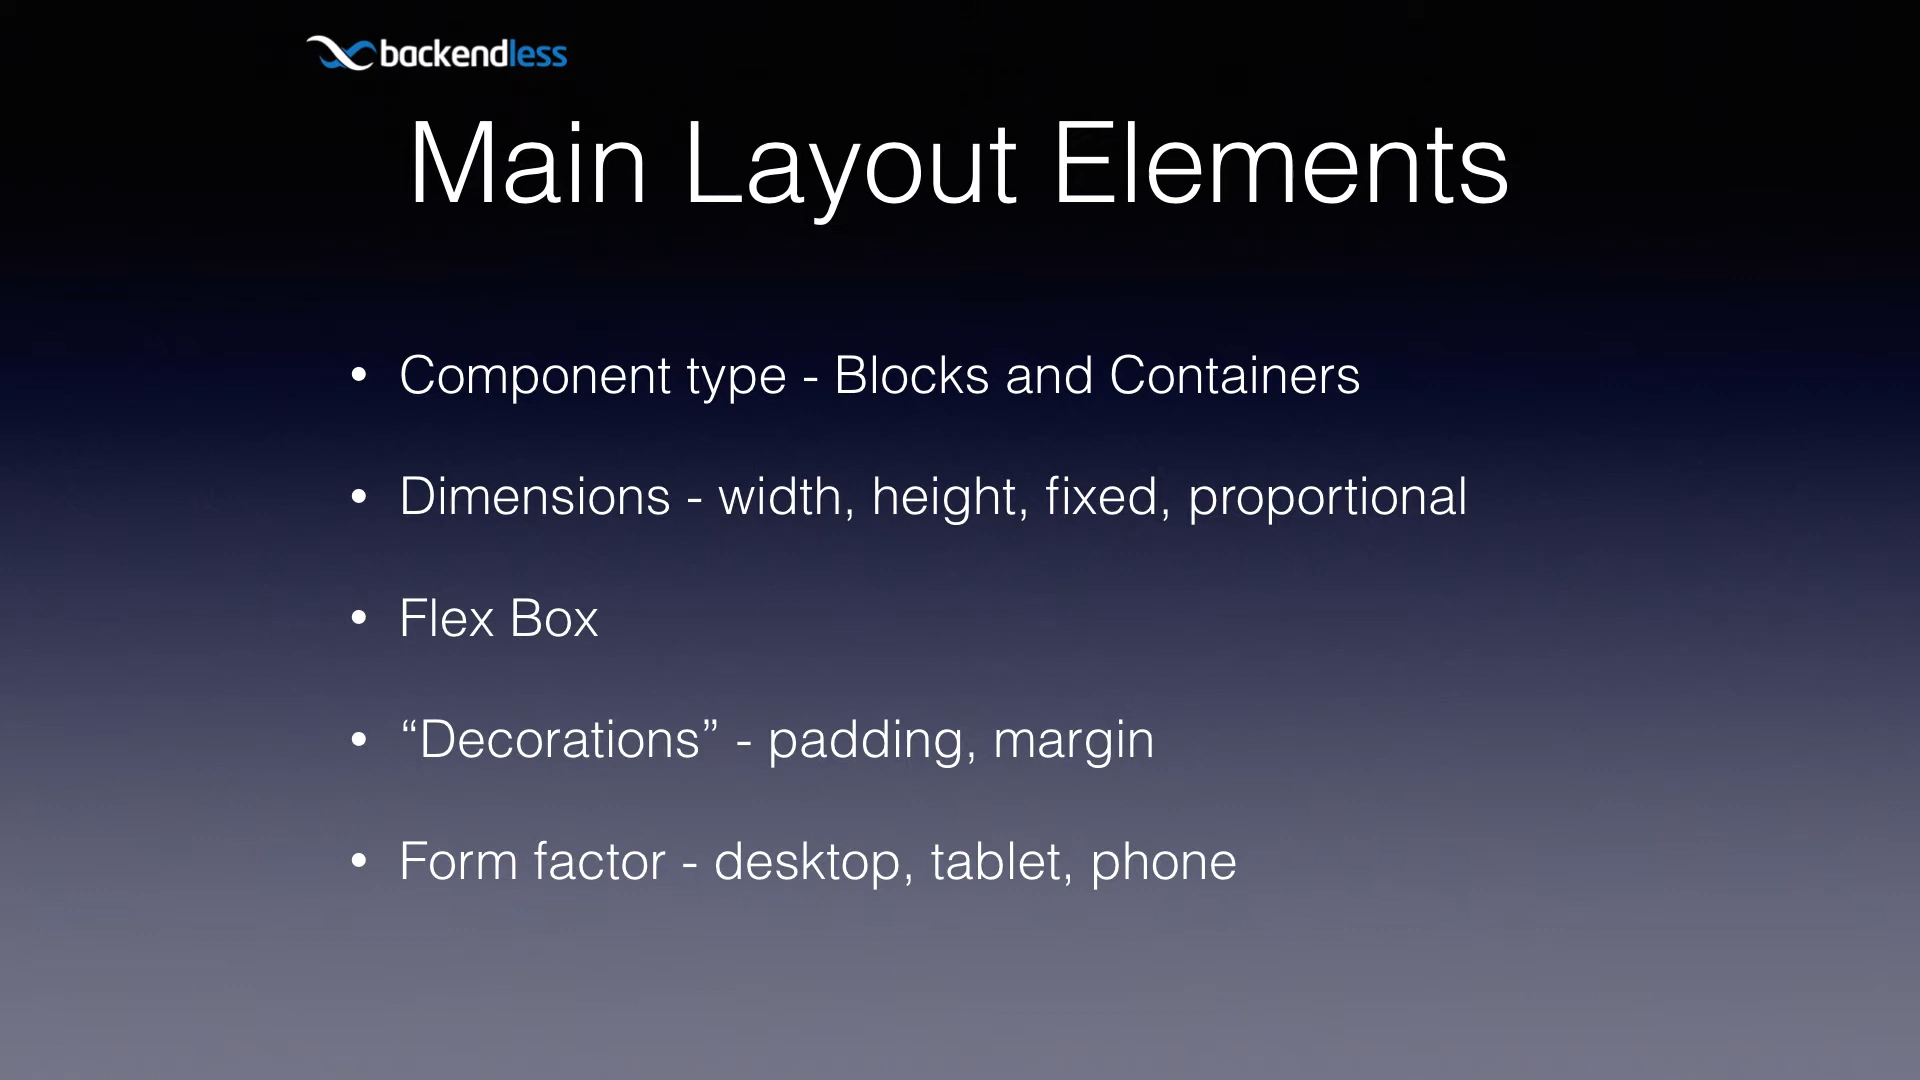 backendless
Main Layout Elements
• Component type - Blocks and Containers
• Dimensions - width, height, fixed, proportional
• Flex Box
• “Decorations” - padding, margin
• Form factor - desktop, tablet, phone